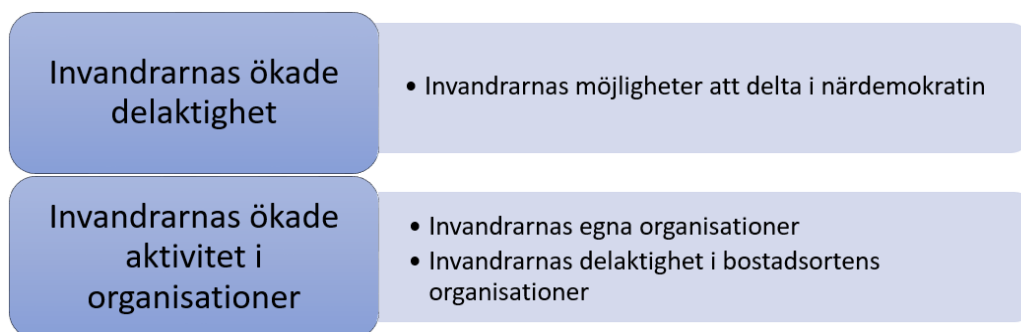 Invandrarnas ökade
delaktighet
• Invandrarnas möjligheter att delta i närdemokratin
Invandrarnas ökade
aktivitet i
organisationer
• Invandrarnas egna organisationer
• Invandrarnas delaktighet i bostadsortens
organisationer